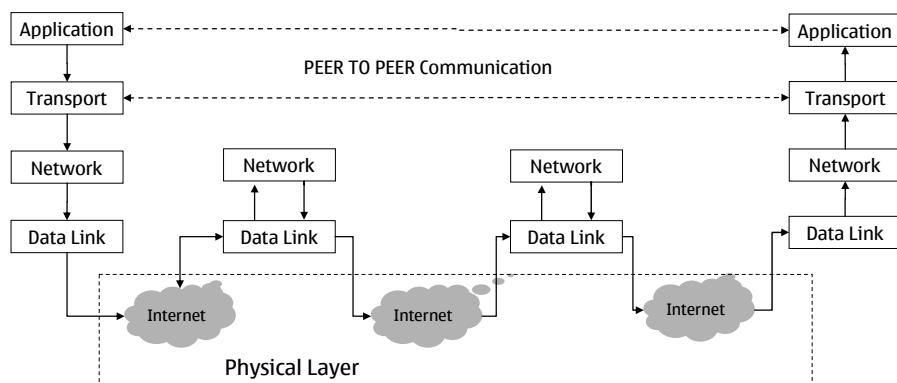 Application
Application
PEER TO PEER Communication
Transport
Transport
Network
Network
Network
Network
Data Link
Data Link
Data Link
Data Link
Internet
Internet
Internet
Physical Layer